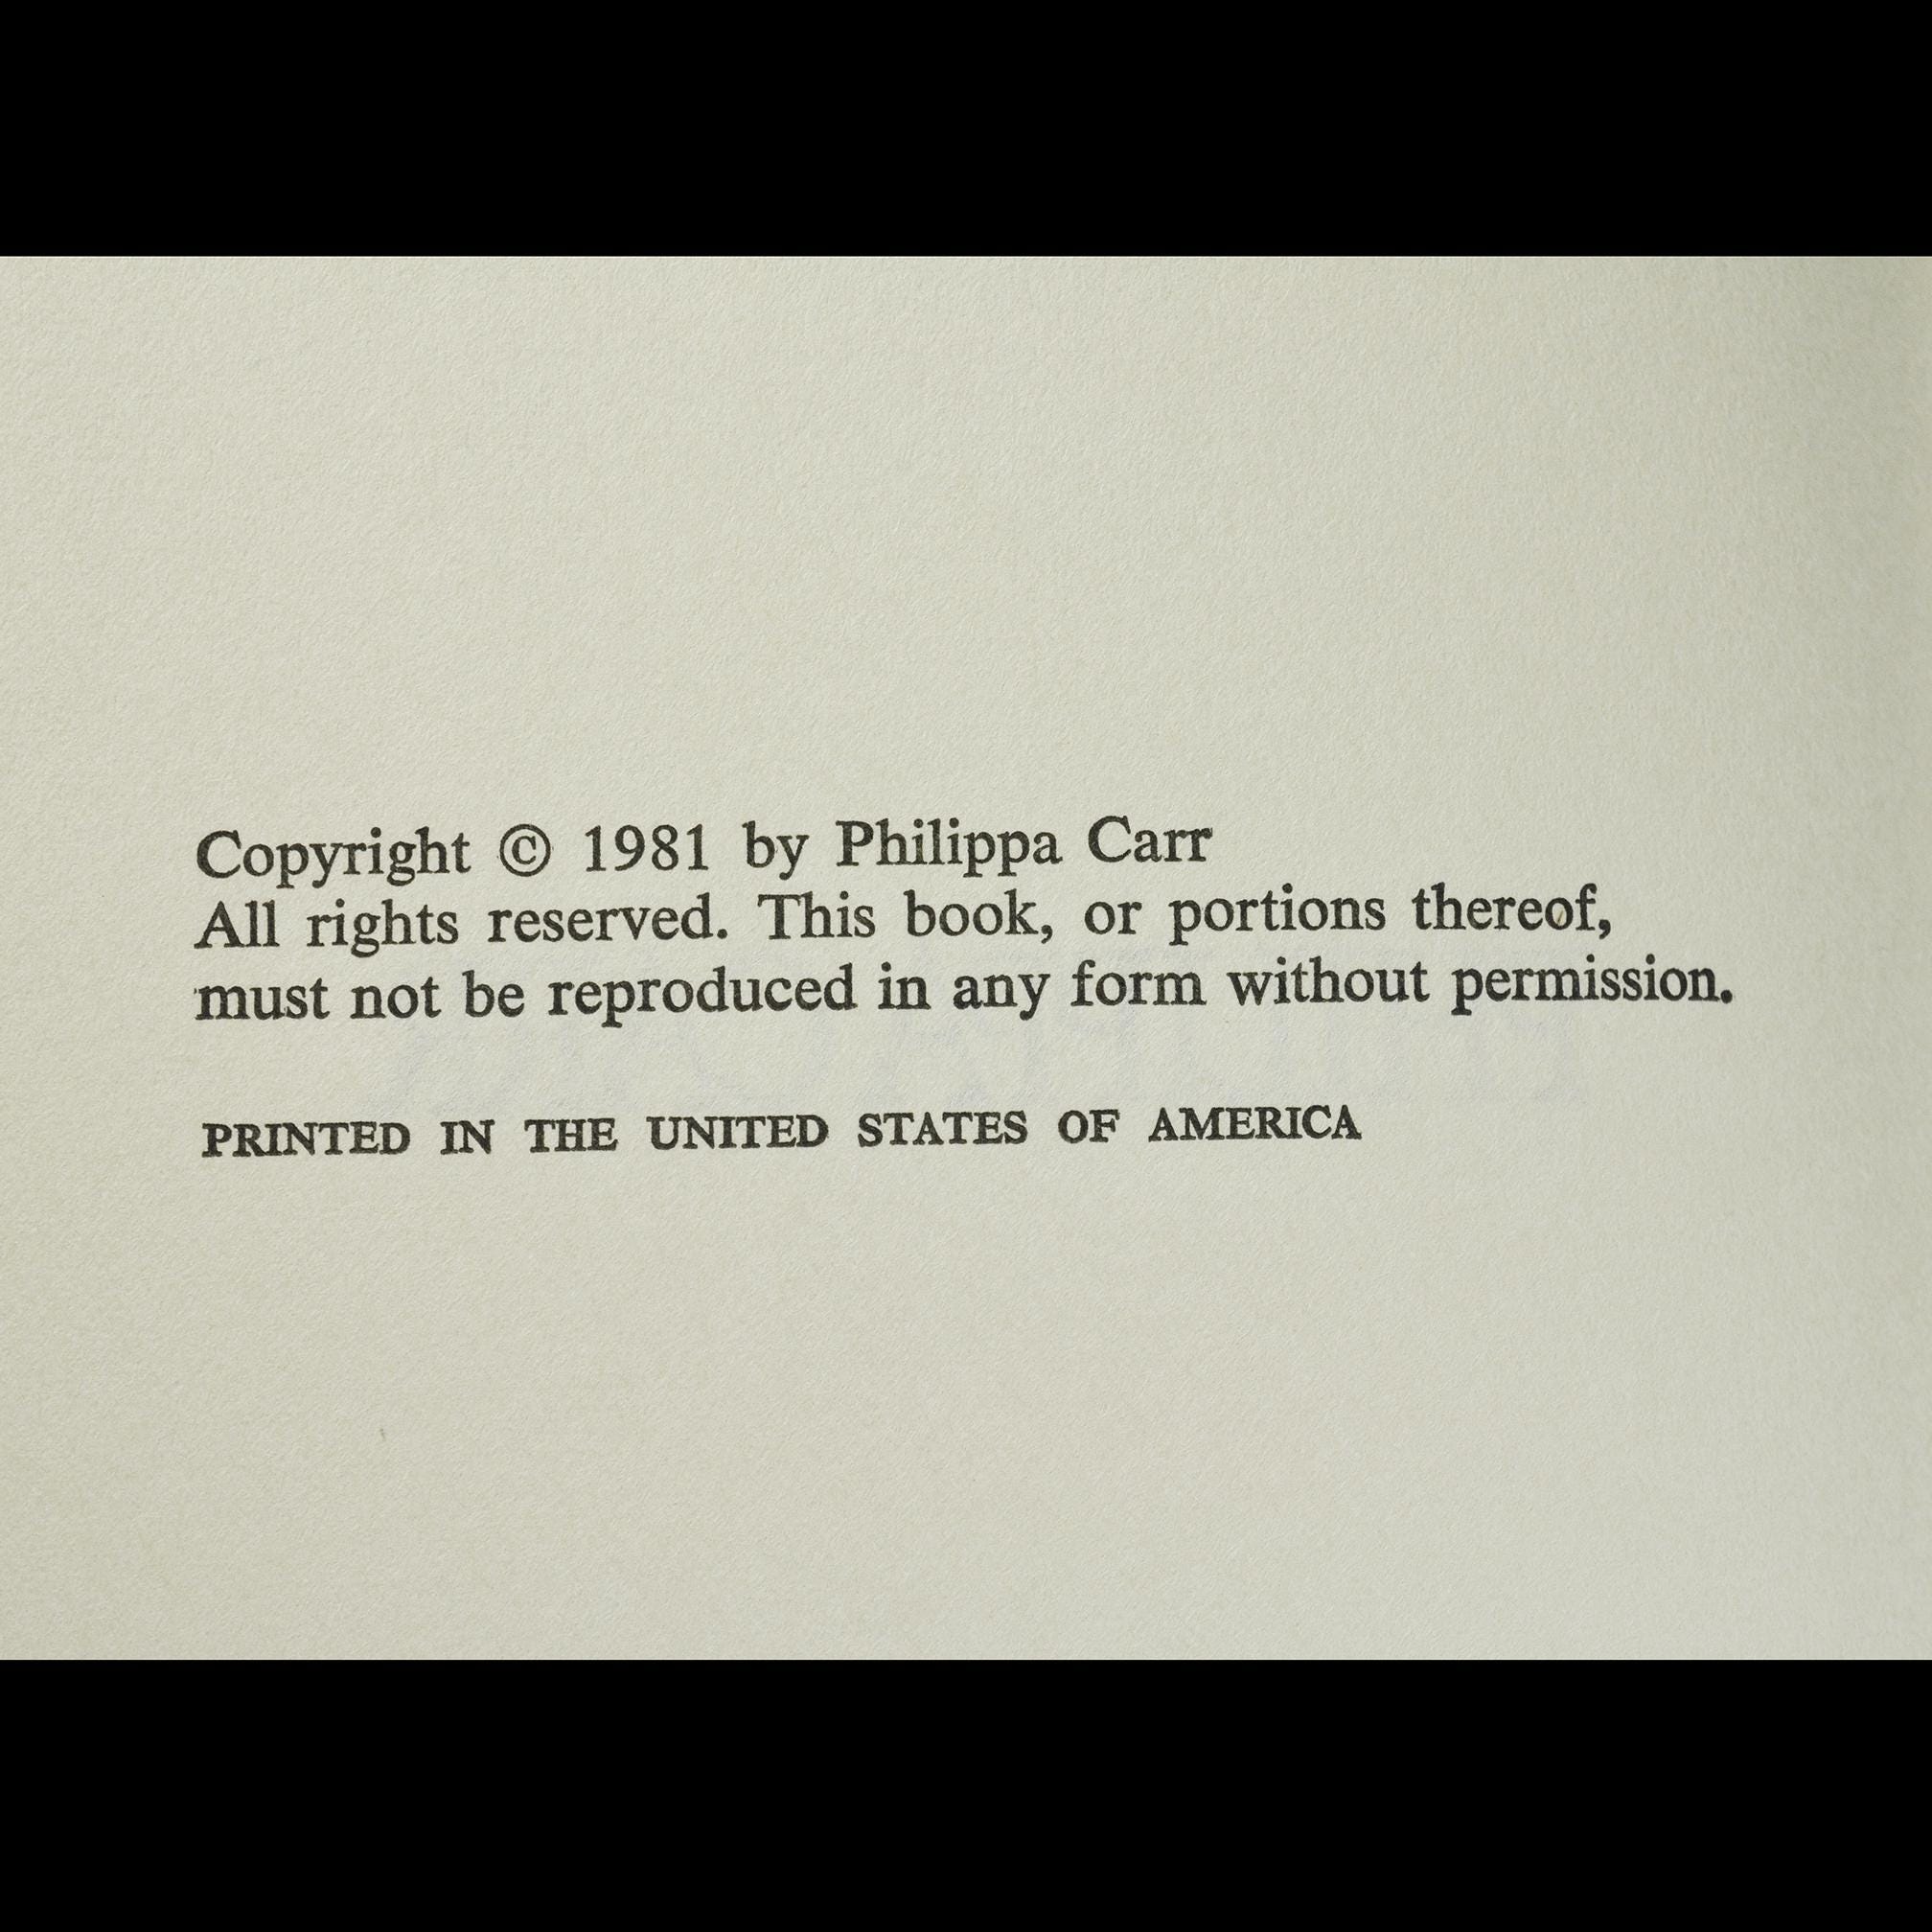 Copyright © 1981 by Philippa Carr
All rights reserved. This book, or portions thereof,
must not be reproduced in any form without permission.
PRINTED IN THE UNITED STATES OF AMERICA